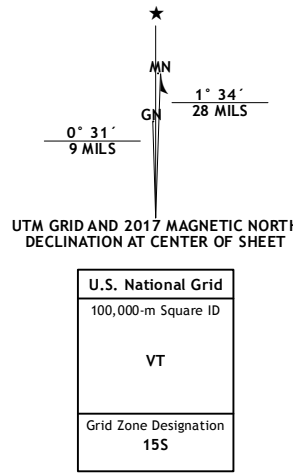 ★
MN
1° 34´
28 MILS
GN
0° 31´
9 MILS
UTM GRID AND 2017 MAGNETIC NORTH
DECLINATION AT CENTER OF SHEET
U.S. National Grid
100,000-m Square ID
VT
Grid Zone Designation
15S